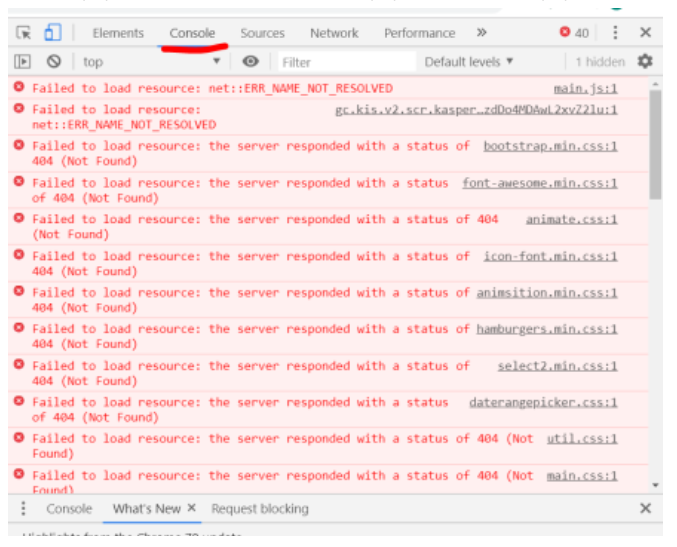 Elements Console Sources Network Performance » 40
top Filter Default levels ▼ 1 hidden
Failed to load resource: net::ERR_NAME_NOT_RESOLVED main.js:1
Failed to load resource: gc.kis.v2.scr.kasper…zdDo4MDAwL2xvZ2lu:1
net::ERR_NAME_NOT_RESOLVED
Failed to load resource: the server responded with a status of bootstrap.min.css:1
404 (Not Found)
Failed to load resource: the server responded with a status font-awesome.min.css:1
of 404 (Not Found)
Failed to load resource: the server responded with a status of 404 animate.css:1
(Not Found)
Failed to load resource: the server responded with a status of icon-font.min.css:1
404 (Not Found)
Failed to load resource: the server responded with a status of animsition.min.css:1
404 (Not Found)
Failed to load resource: the server responded with a status of hamburgers.min.css:1
404 (Not Found)
Failed to load resource: the server responded with a status of select2.min.css:1
404 (Not Found)
Failed to load resource: the server responded with a status daterangepicker.css:1
of 404 (Not Found)
Failed to load resource: the server responded with a status of 404 (Not util.css:1
Found)
Failed to load resource: the server responded with a status of 404 (Not main.css:1
Found)
Console What's New × Request blocking
Highlights from the Chrome 79 update